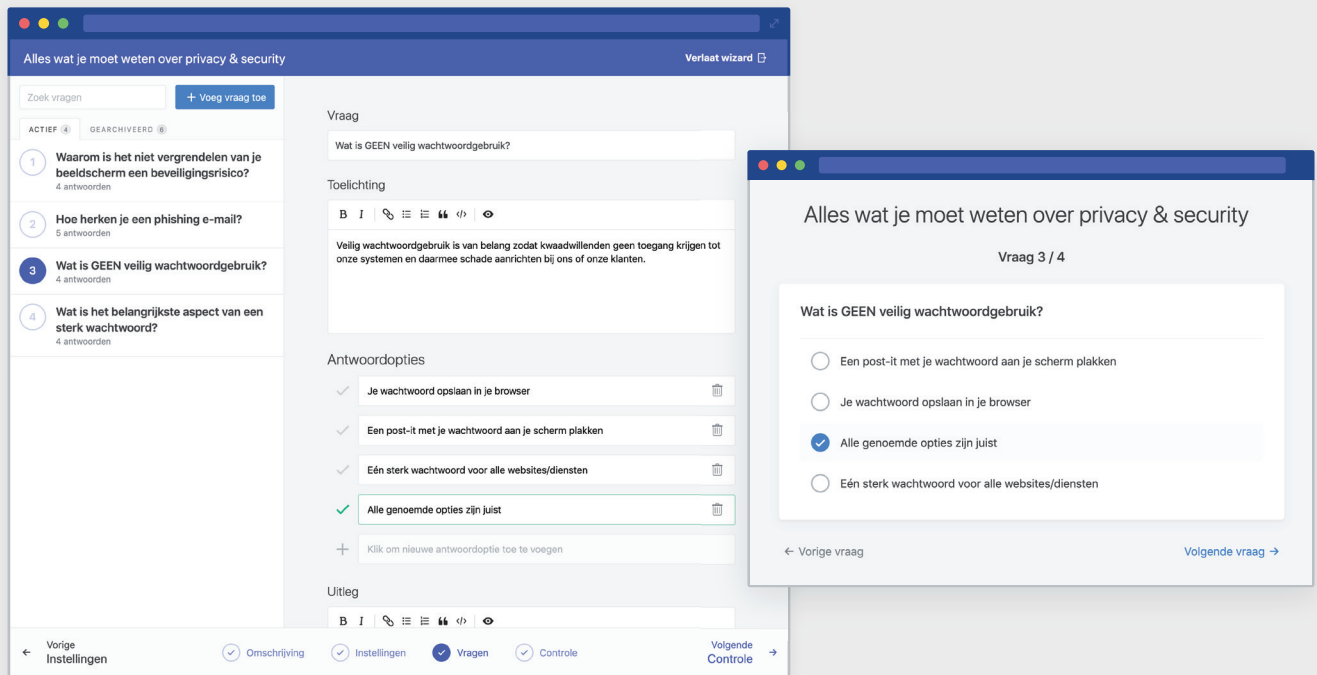 Alles wat je moet weten over privacy & security
Verlaat wizard
Zoek vragen
+ Voeg vraag toe
ACTIEF 4
GEARCHIVEERD 6
1
Waarom is het niet vergrendelen van je
beeldscherm een beveiligingsrisico?
4 antwoorden
2
Hoe herken je een phishing e-mail?
5 antwoorden
3
Wat is GEEN veilig wachtwoordgebruik?
4 antwoorden
4
Wat is het belangrijkste aspect van een
sterk wachtwoord?
4 antwoorden
Vraag
Wat is GEEN veilig wachtwoordgebruik?
Toelichting
B I
Veilig wachtwoordgebruik is van belang zodat kwaadwillenden geen toegang krijgen tot
onze systemen en daarmee schade aanrichten bij ons of onze klanten.
Antwoordopties
Je wachtwoord opslaan in je browser
Een post-it met je wachtwoord aan je scherm plakken
Eén sterk wachtwoord voor alle websites/diensten
Alle genoemde opties zijn juist
Klik om nieuwe antwoordoptie toe te voegen
Uitleg
B I
← Vorige
Instellingen
Omschrijving
Instellingen
Vragen
Controle
Volgende →
Controle
Alles wat je moet weten over privacy & security
Vraag 3 / 4
Wat is GEEN veilig wachtwoordgebruik?
Een post-it met je wachtwoord aan je scherm plakken
Je wachtwoord opslaan in je browser
Alle genoemde opties zijn juist
Eén sterk wachtwoord voor alle websites/diensten
← Vorige vraag
Volgende vraag →